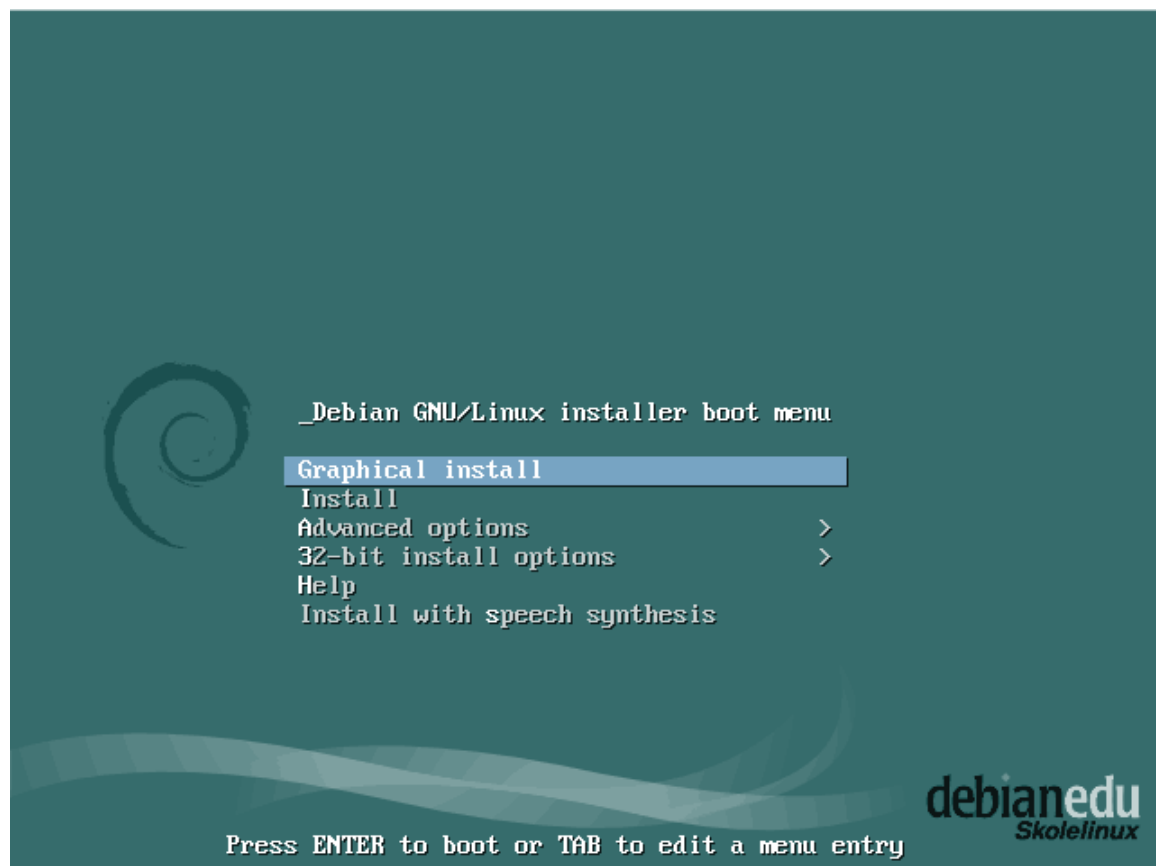 _Debian GNU/Linux installer boot menu
Graphical install
Install
Advanced options >
32-bit install options >
Help
Install with speech synthesis
debianedu
Skolelinux
Press ENTER to boot or TAB to edit a menu entry